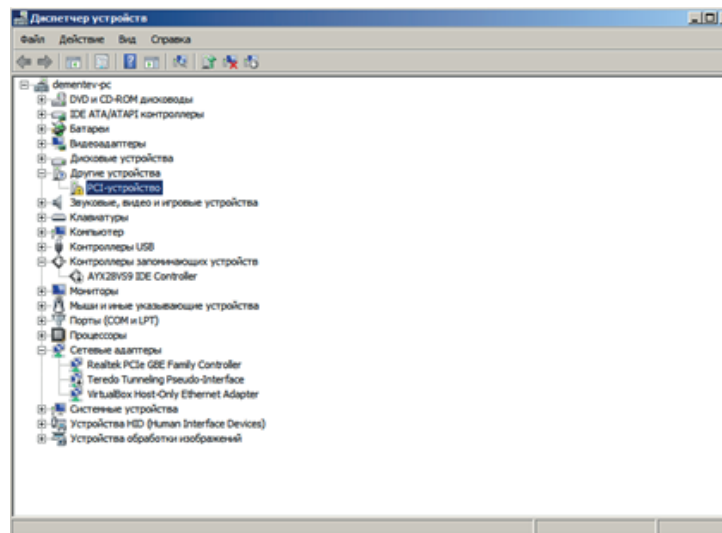 Диспетчер устройств
Файл Действие Вид Справка
dementev-pc
DVD и CD-ROM дисководы
IDE ATA/ATAPI контроллеры
Батареи
Видеоадаптеры
Дисковые устройства
Другие устройства
PCI-устройство
Звуковые, видео и игровые устройства
Клавиатуры
Компьютер
Контроллеры USB
Контроллеры запоминающих устройств
AYX28VS9 IDE Controller
Мониторы
Мыши и иные указывающие устройства
Порты (COM и LPT)
Процессоры
Сетевые адаптеры
Realtek PCIe GBE Family Controller
Teredo Tunneling Pseudo-Interface
VirtualBox Host-Only Ethernet Adapter
Системные устройства
Устройства HID (Human Interface Devices)
Устройства обработки изображений